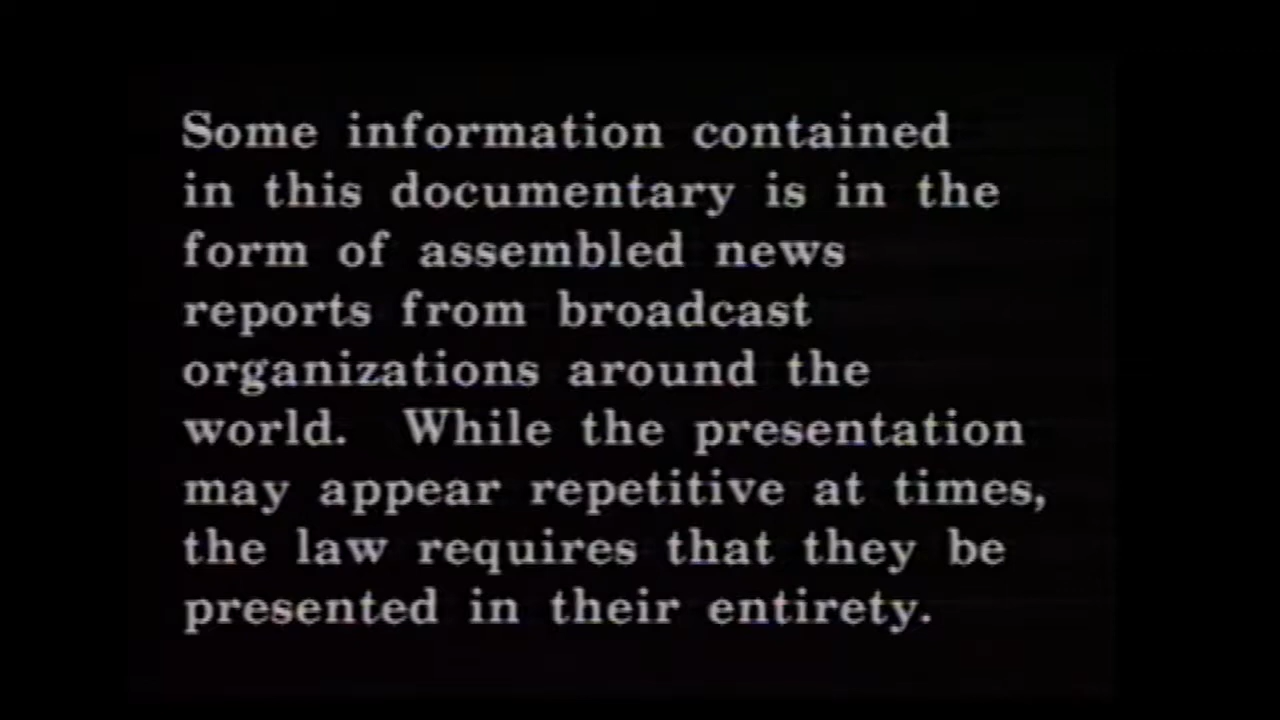 Some information contained
in this documentary is in the
form of assembled news
reports from broadcast
organizations around the
world.  While the presentation
may appear repetitive at times,
the law requires that they be
presented in their entirety.